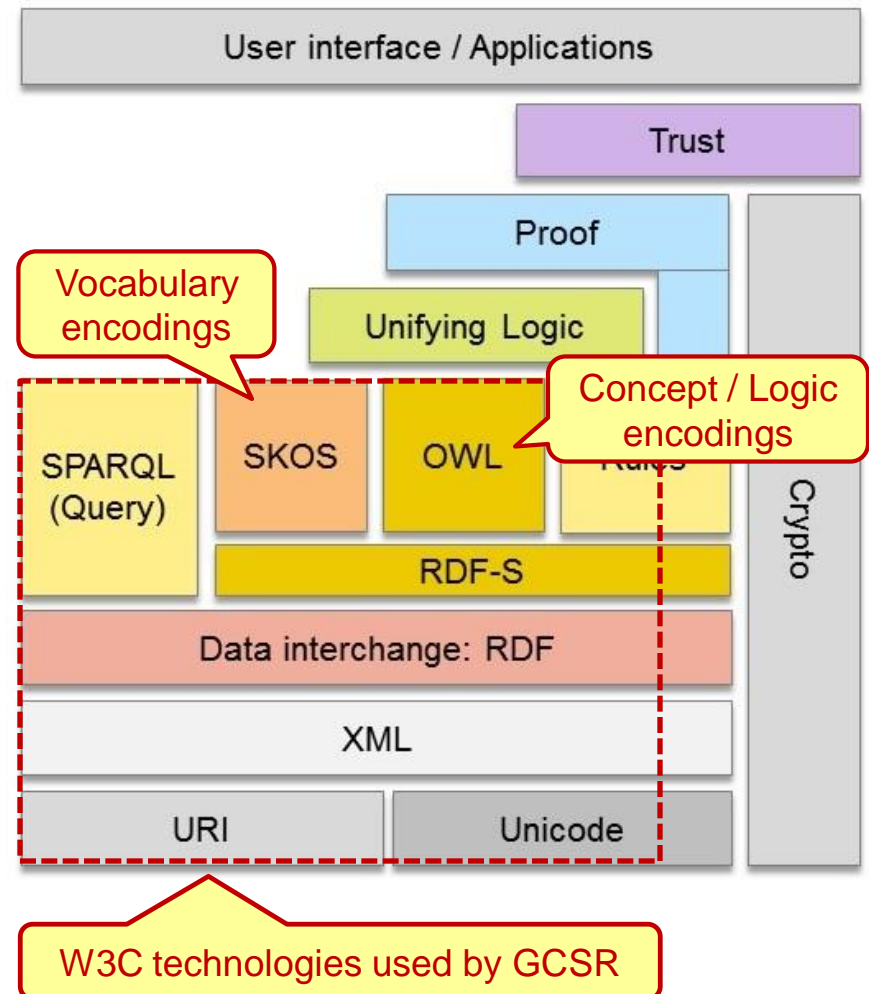 User interface / Applications
Trust
Proof
Vocabulary
encodings
Unifying Logic
Concept / Logic
encodings
SPARQL
(Query)
SKOS
OWL
Rules
Crypto
RDF-S
Data interchange: RDF
XML
URI
Unicode
W3C technologies used by GCSR